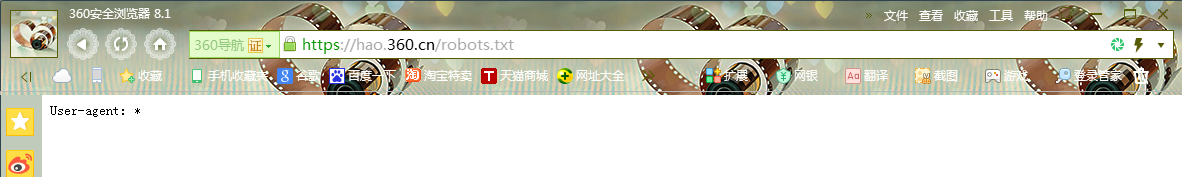 360安全浏览器 8.1
» 文件 查看 收藏 工具 帮助
360导航 证 https://hao.360.cn/robots.txt
收藏 手机收藏夹 谷歌 百度一下 淘宝特卖 天猫商城 网址大全 扩展 网银 翻译 截图 游戏 登录管家
User-agent: *